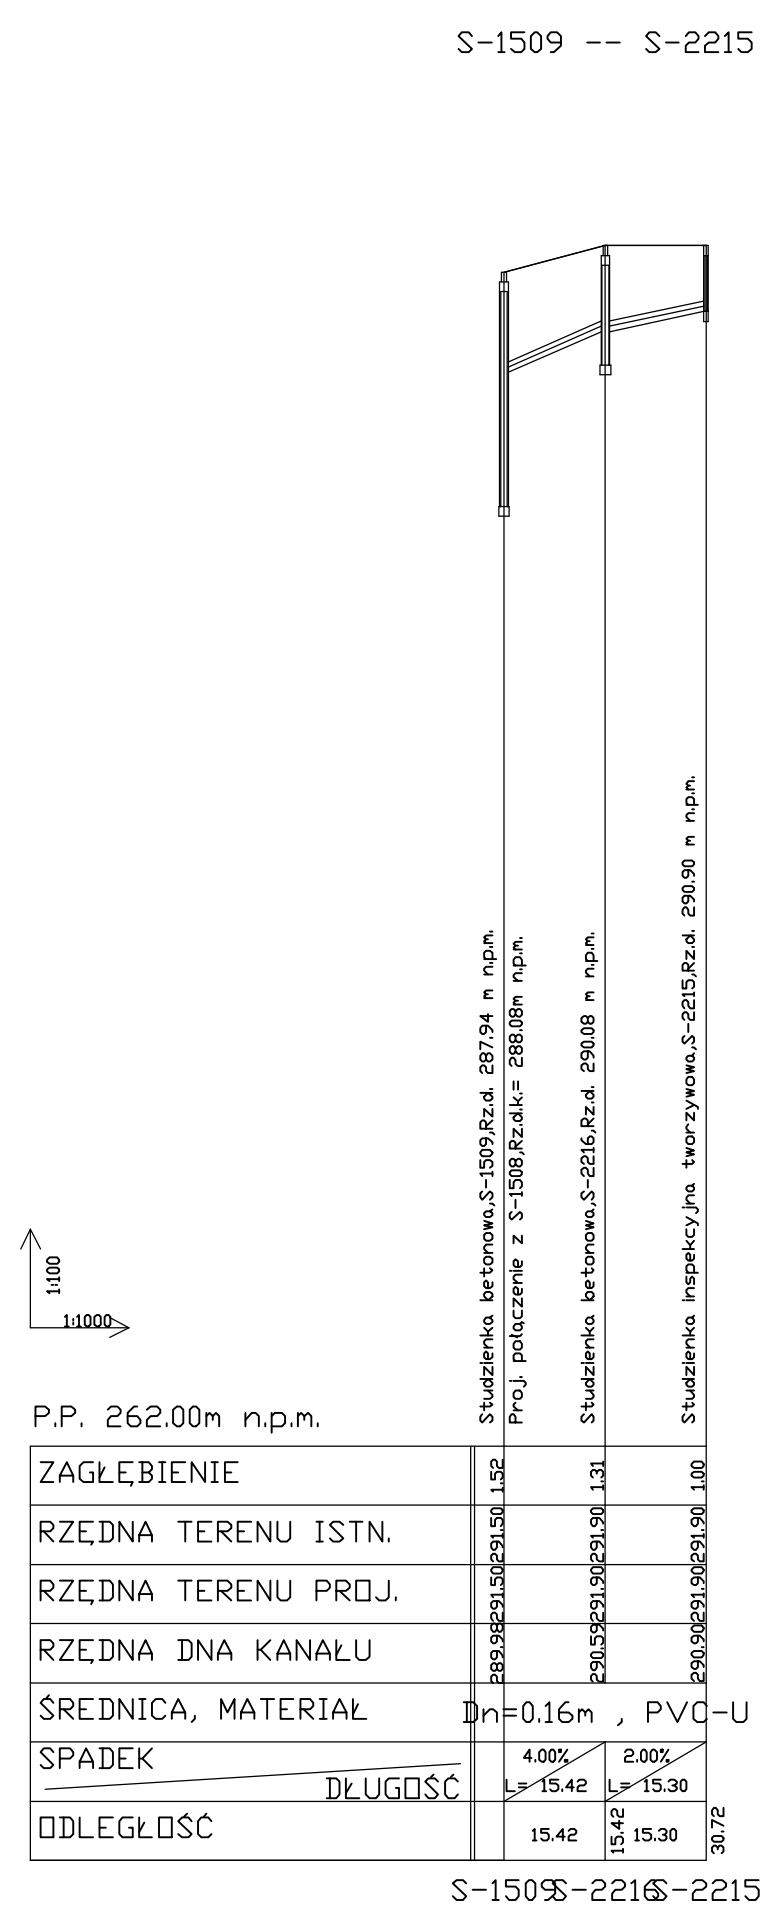 S-1509 -- S-2215
Studzienka betonowa,S-1509,Rz.d. 287.94 m n.p.m.
Proj. połączenie z S-1508,Rz.d.k.= 288.08m n.p.m.
Studzienka betonowa,S-2216,Rz.d. 290.08 m n.p.m.
Studzienka inspekcyjna tworzywowa,S-2215,Rz.d. 290.90 m n.p.m.
1:100
1:1000
P.P. 262.00m n.p.m.
ZAGŁĘBIENIE 1.52 1.31 1.00
RZĘDNA TERENU ISTN. 291.50 291.90 291.90
RZĘDNA TERENU PROJ. 291.50 291.90 291.90
RZĘDNA DNA KANAŁU 289.98 290.59 290.90
ŚREDNICA, MATERIAŁ Dn=0.16m , PVC-U
SPADEK 4.00% 2.00%
DŁUGOŚĆ L= 15.42 L= 15.30
ODLEGŁOŚĆ 15.42 15.42 15.30 30.72
S-1509 S-2216 S-2215